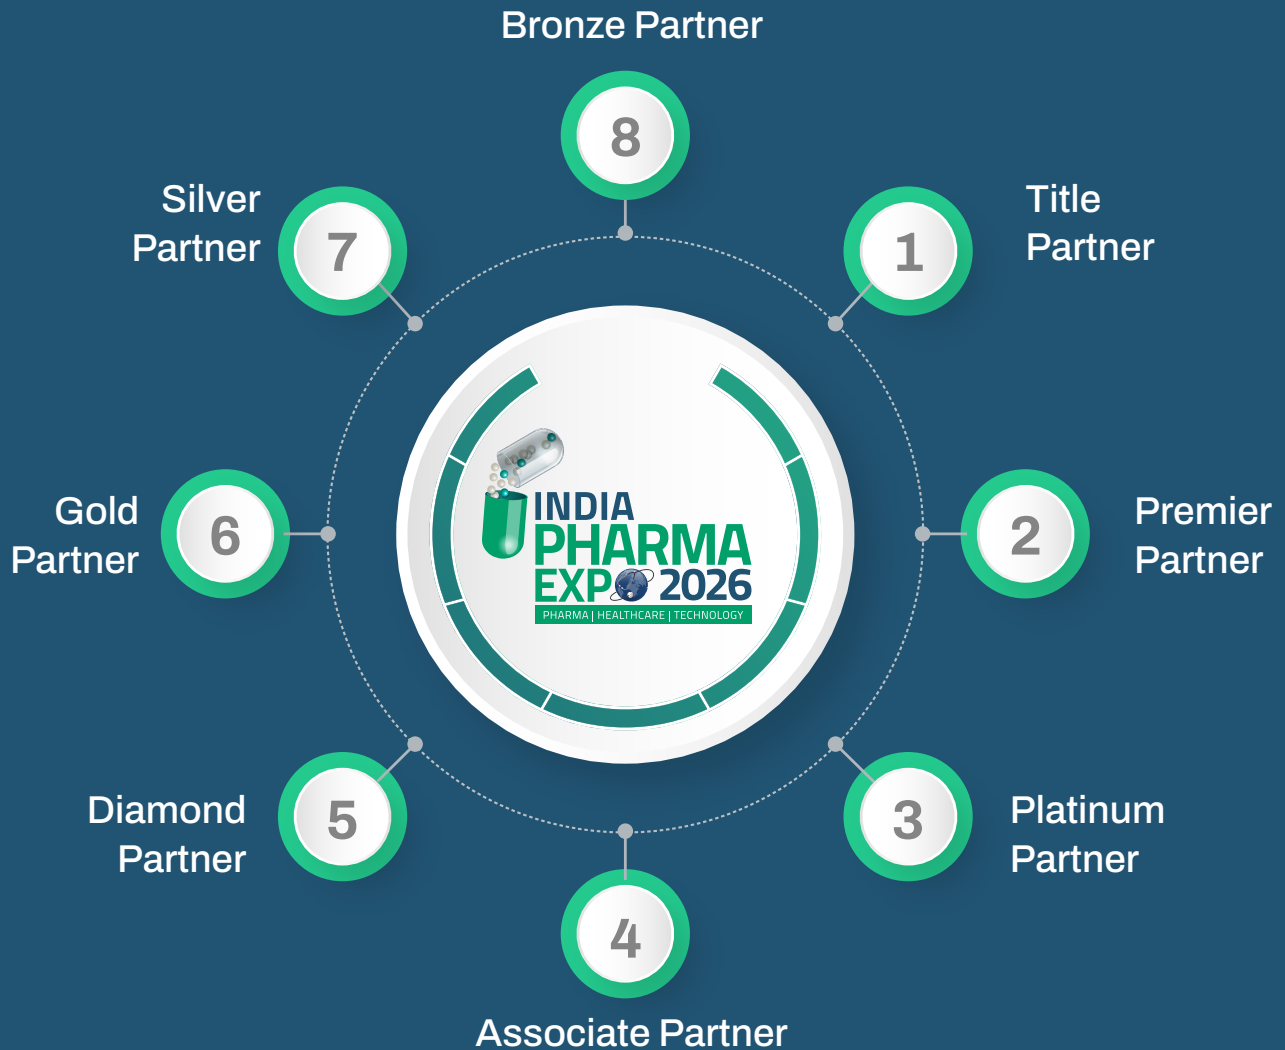 Bronze Partner
8
Silver
Partner
7
1
Title
Partner
Gold
Partner
6
INDIA
PHARMA
EXPO 2026
PHARMA | HEALTHCARE | TECHNOLOGY
2
Premier
Partner
Diamond
Partner
5
3
Platinum
Partner
4
Associate Partner